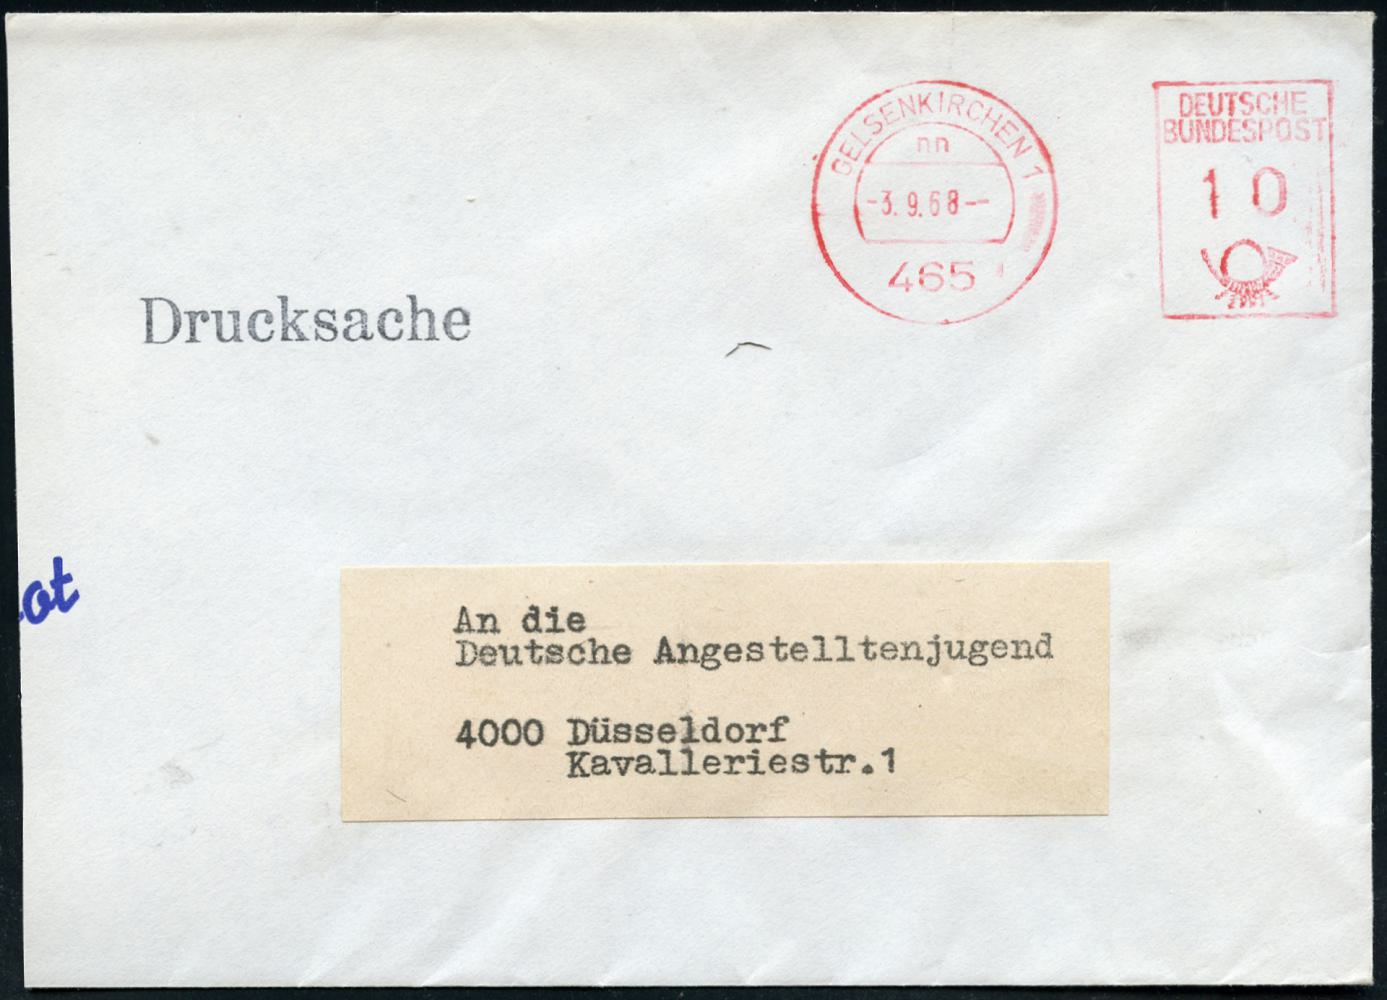 GELSENKIRCHEN 1
nn
-3.9.68--
465
DEUTSCHE
BUNDESPOST
10
Drucksache
ot
An die
Deutsche Angestelltenjugend
4000 Düsseldorf
Kavalleriestr.1